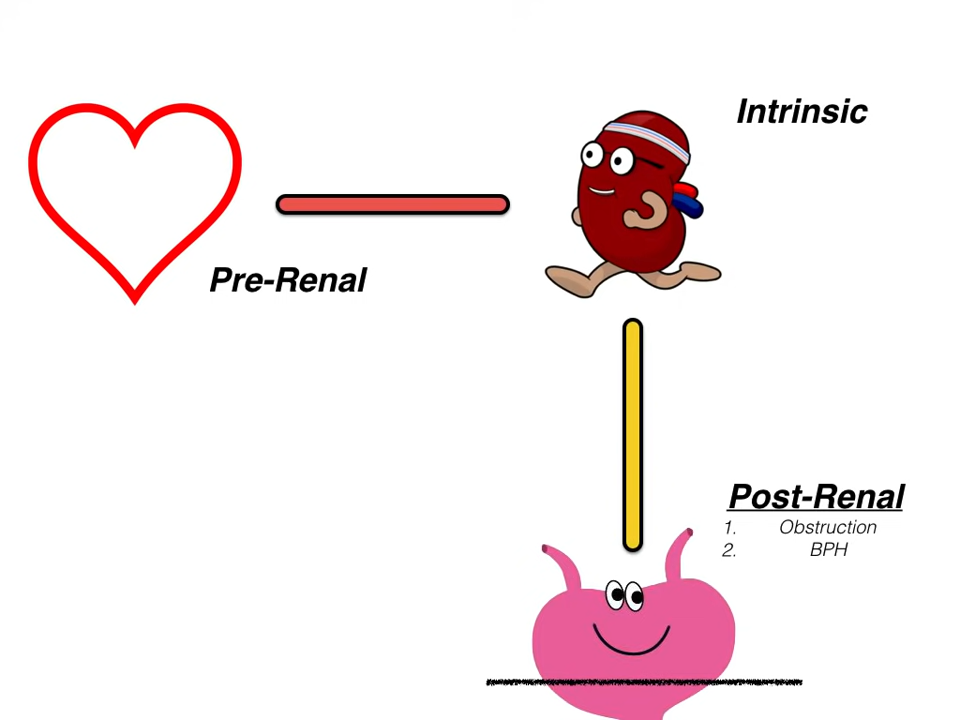 Intrinsic
Pre-Renal
Post-Renal
1. Obstruction
2. BPH